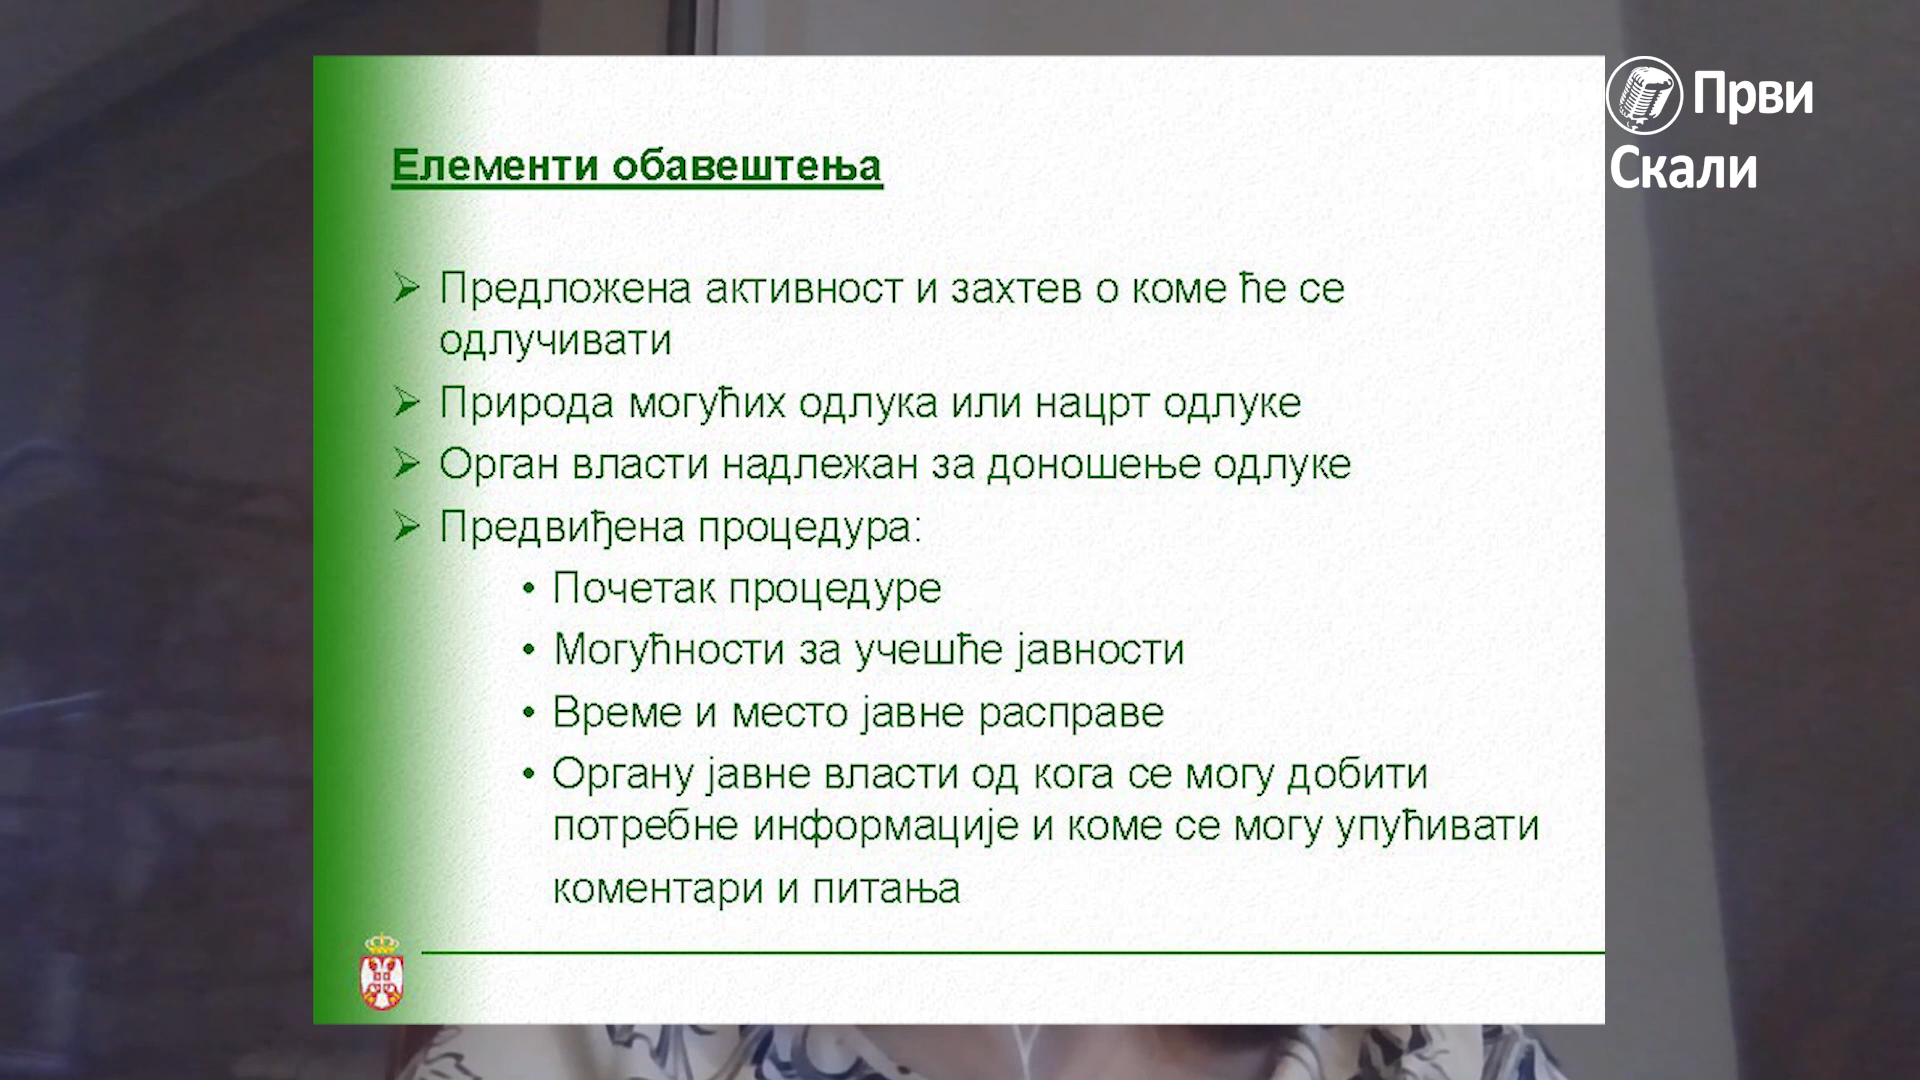 Први
Скали
Елементи обавештења
➢ Предложена активност и захтев о коме ће се
одлучивати
➢ Природа могућих одлука или нацрт одлуке
➢ Орган власти надлежан за доношење одлуке
➢ Предвиђена процедура:
• Почетак процедуре
• Могућности за учешће јавности
• Време и место јавне расправе
• Органу јавне власти од кога се могу добити
потребне информације и коме се могу упућивати
коментари и питања